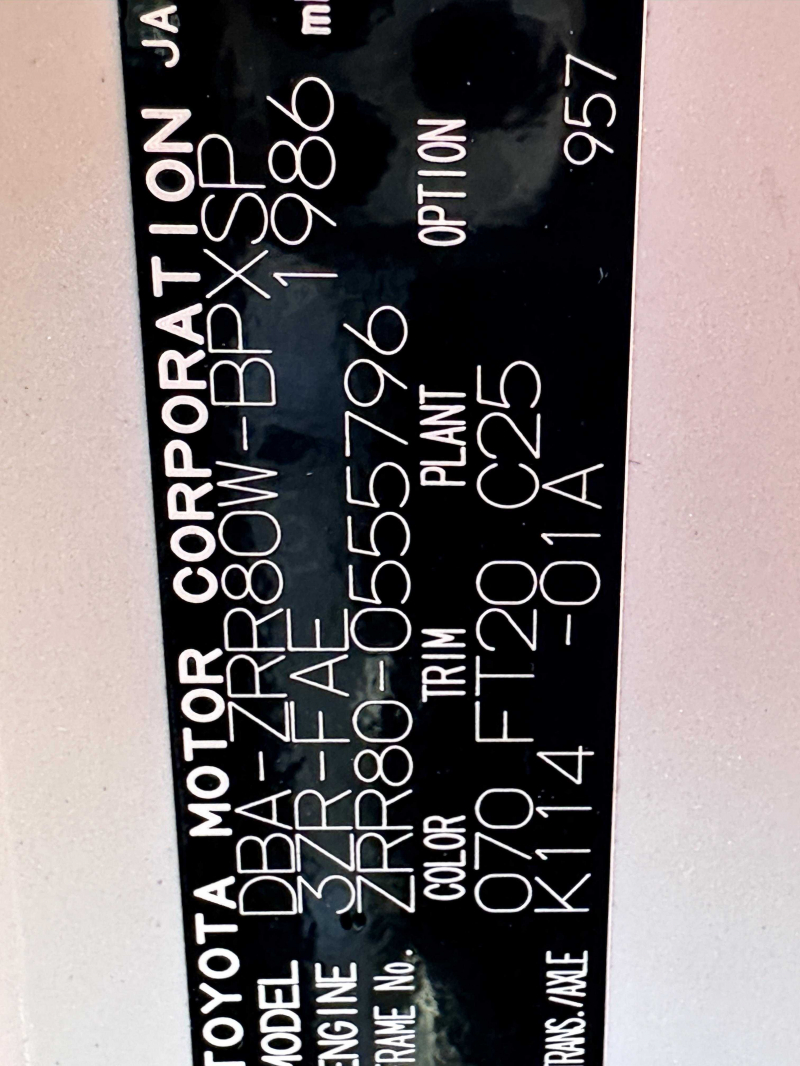 TOYOTA MOTOR CORPORATION JA
MODEL DBA-ZRR80W-BPXSP
ENGINE 3ZR-FAE 1986 ml
FRAME No. ZRR80-0555796
COLOR TRIM PLANT OPTION
070 FT20 C25
TRANS./AXLE K114 -01A 957